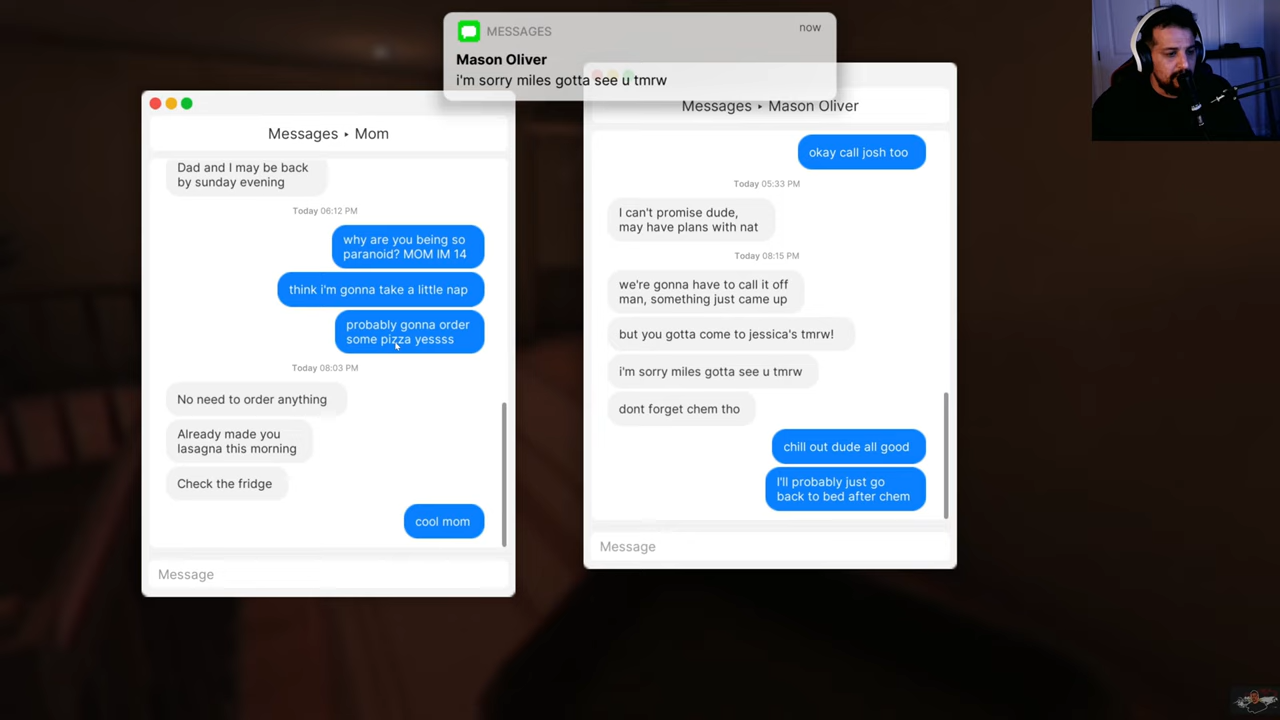 MESSAGES
now
Mason Oliver
i'm sorry miles gotta see u tmrw
Messages ▸ Mom
Dad and I may be back
by sunday evening
Today 06:12 PM
why are you being so
paranoid? MOM IM 14
think i'm gonna take a little nap
probably gonna order
some pizza yessss
Today 08:03 PM
No need to order anything
Already made you
lasagna this morning
Check the fridge
cool mom
Message
Messages ▸ Mason Oliver
okay call josh too
Today 05:33 PM
I can't promise dude,
may have plans with nat
Today 08:15 PM
we're gonna have to call it off
man, something just came up
but you gotta come to jessica's tmrw!
i'm sorry miles gotta see u tmrw
dont forget chem tho
chill out dude all good
I'll probably just go
back to bed after chem
Message